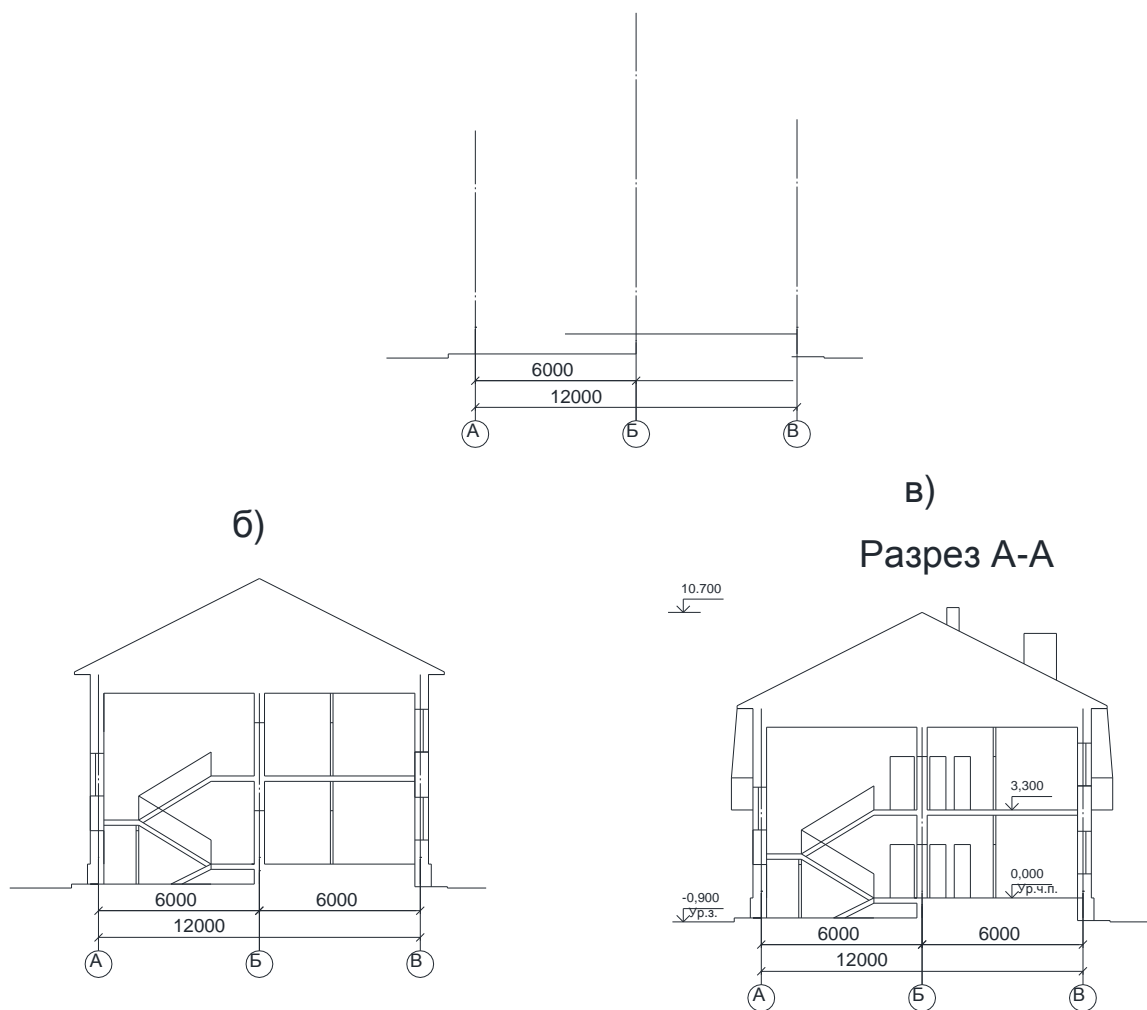 6000
12000
А Б В
б)
6000 6000
12000
А Б В
в)
Разрез А-А
10.700
3,300
0,000
Ур.ч.п.
-0,900
Ур.з.
6000 6000
12000
А Б В